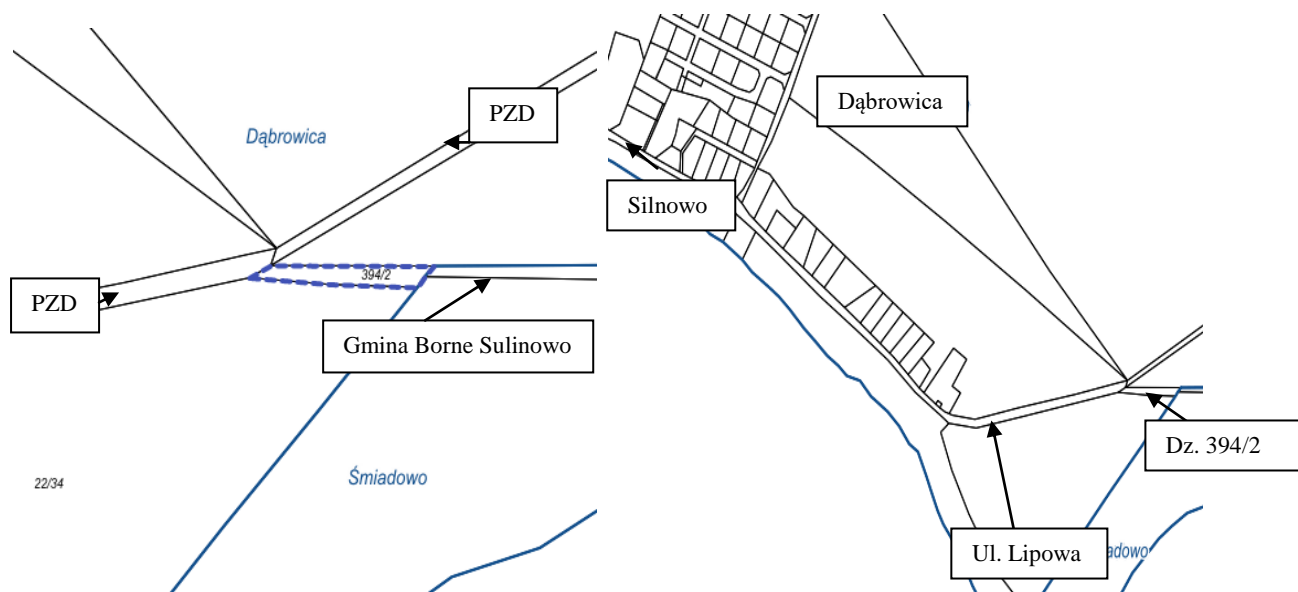 PZD
Dąbrowica
394/2
PZD
Gmina Borne Sulinowo
Śmiadowo
22/34
Dąbrowica
Silnowo
Dz. 394/2
Ul. Lipowa
adowo